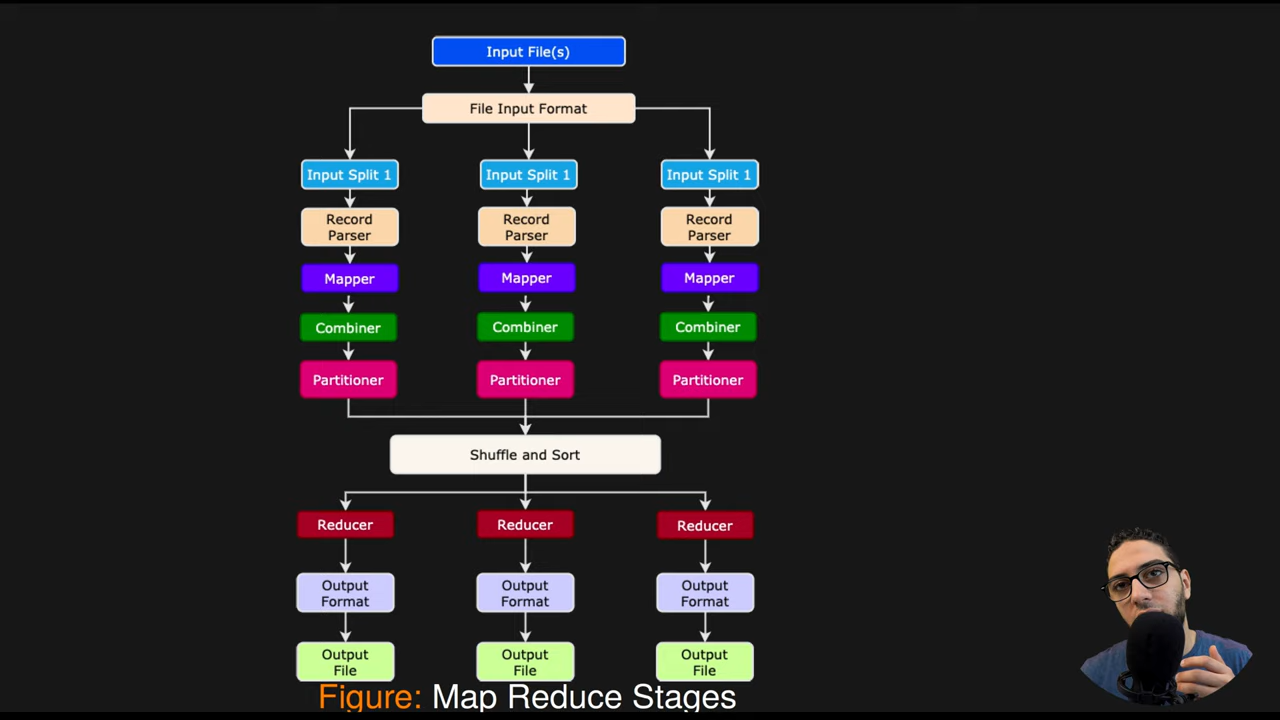 Input File(s)
File Input Format
Input Split 1
Input Split 1
Input Split 1
Record
Parser
Record
Parser
Record
Parser
Mapper
Mapper
Mapper
Combiner
Combiner
Combiner
Partitioner
Partitioner
Partitioner
Shuffle and Sort
Reducer
Reducer
Reducer
Output
Format
Output
Format
Output
Format
Output
File
Output
File
Output
File
Figure: Map Reduce Stages